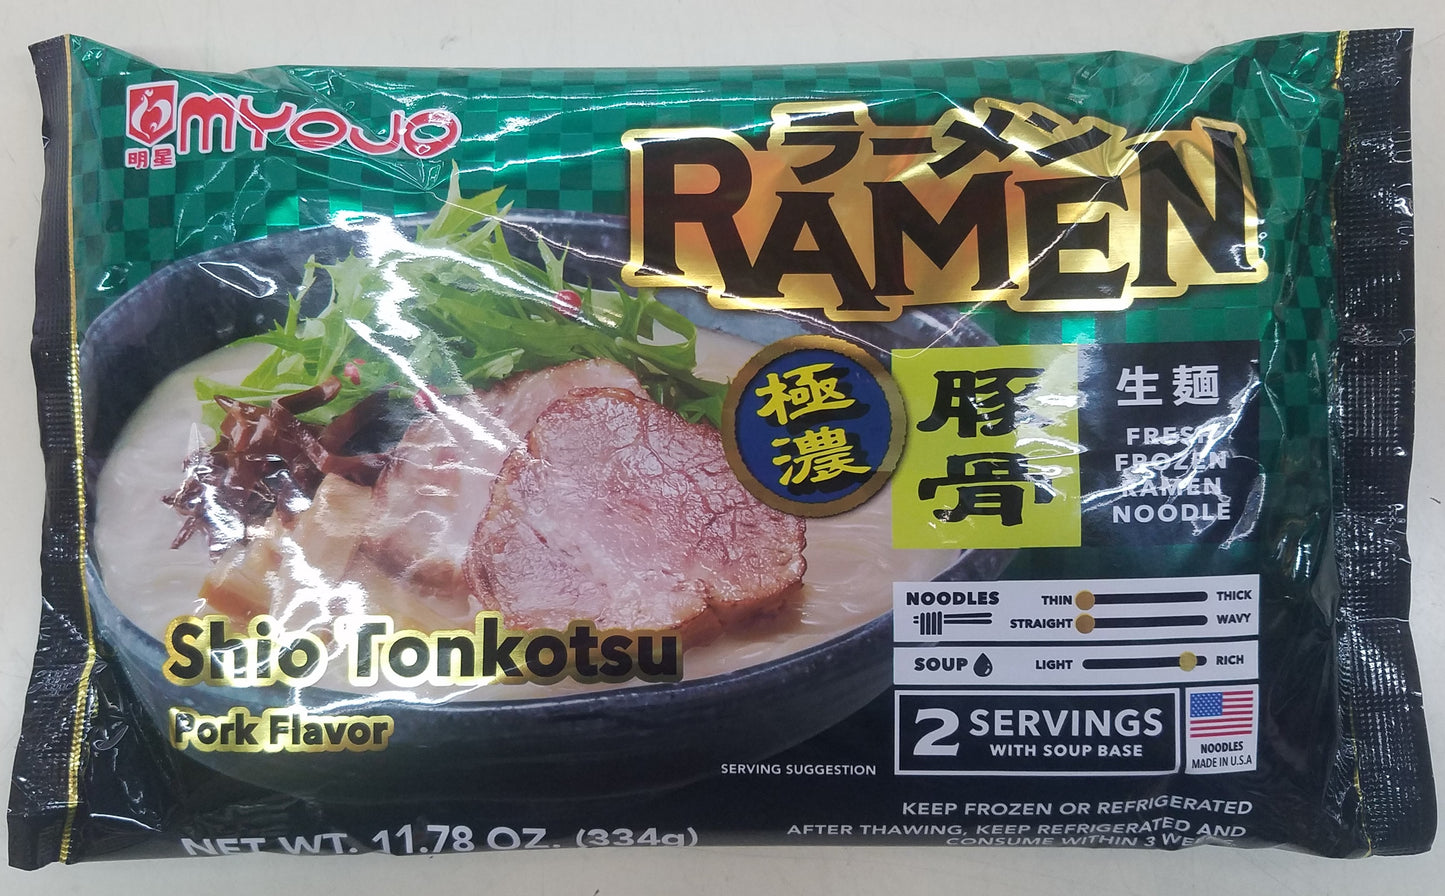 MYOJO
明星
ラーメン
RAMEN
極
濃
豚
骨
生麺
FRESH
FROZEN
RAMEN
NOODLE
NOODLES
THIN THICK
STRAIGHT WAVY
SOUP LIGHT RICH
2 SERVINGS
WITH SOUP BASE
NOODLES
MADE IN U.S.A
Shio Tonkotsu
Pork Flavor
SERVING SUGGESTION
KEEP FROZEN OR REFRIGERATED
AFTER THAWING, KEEP REFRIGERATED AND
CONSUME WITHIN 3 WEEKS
NET WT. 11.78 OZ. (334g)